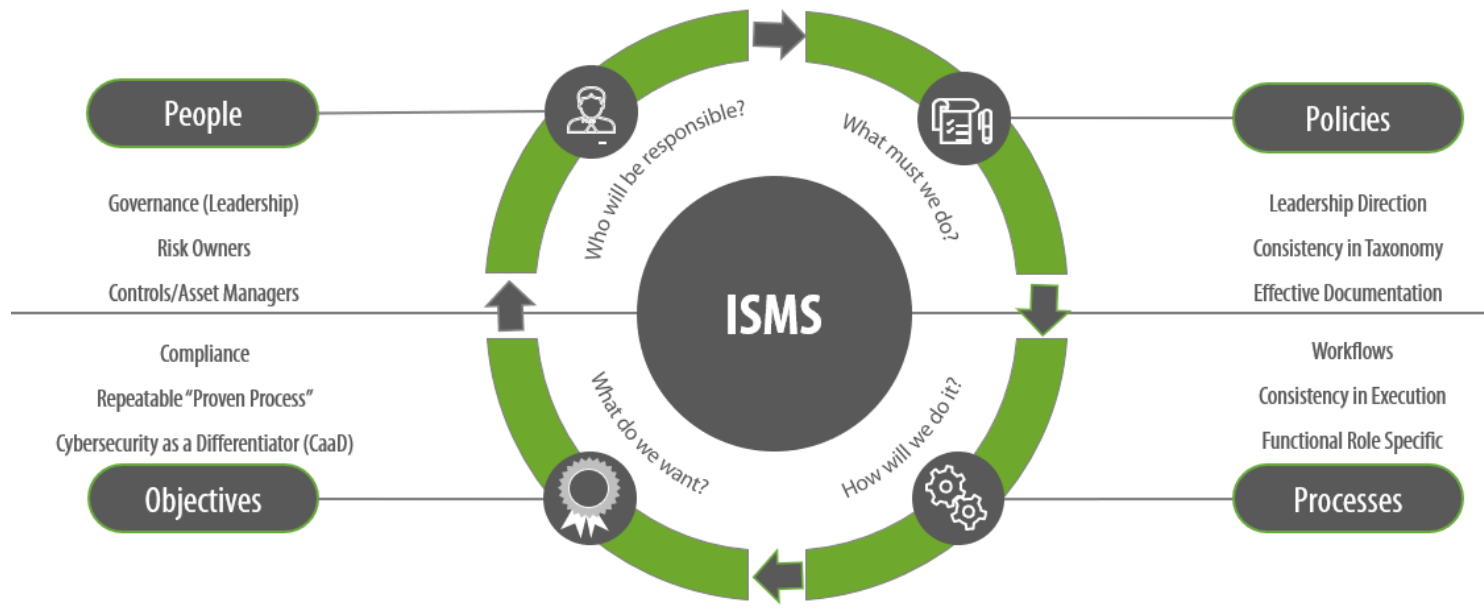 People
Governance (Leadership)
Risk Owners
Controls/Asset Managers
Who will be responsible?
What must we do?
Policies
Leadership Direction
Consistency in Taxonomy
Effective Documentation
ISMS
Compliance
Repeatable “Proven Process”
Cybersecurity as a Differentiator (CaaD)
Objectives
What do we want?
How will we do it?
Workflows
Consistency in Execution
Functional Role Specific
Processes